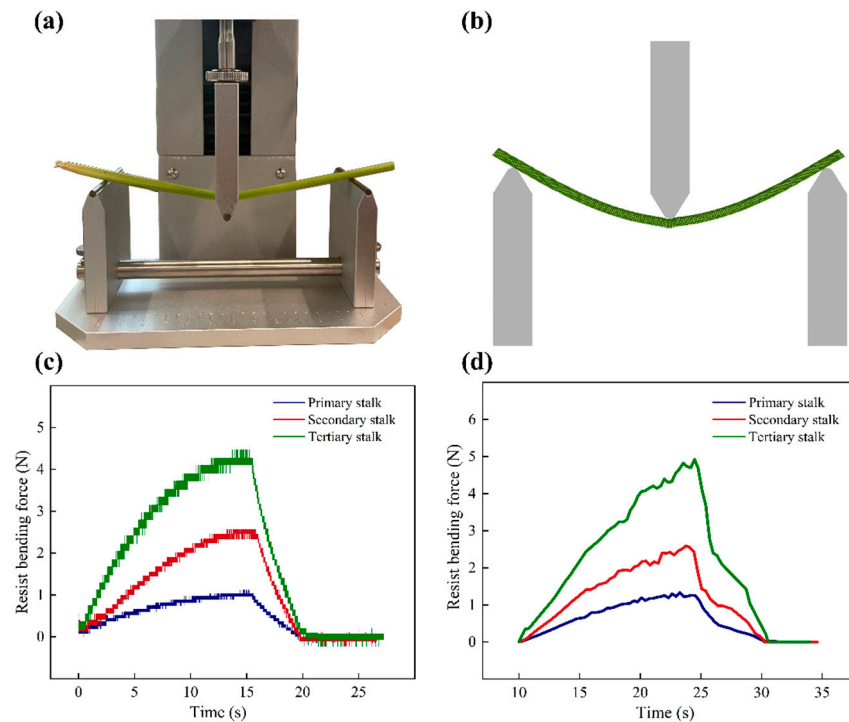 (a)
(b)
(c)
Resist bending force (N)
5
4
3
2
1
0
Primary stalk
Secondary stalk
Tertiary stalk
0 5 10 15 20 25
Time (s)
(d)
Resist bending force (N)
6
5
4
3
2
1
0
Primary stalk
Secondary stalk
Tertiary stalk
10 15 20 25 30 35
Time (s)